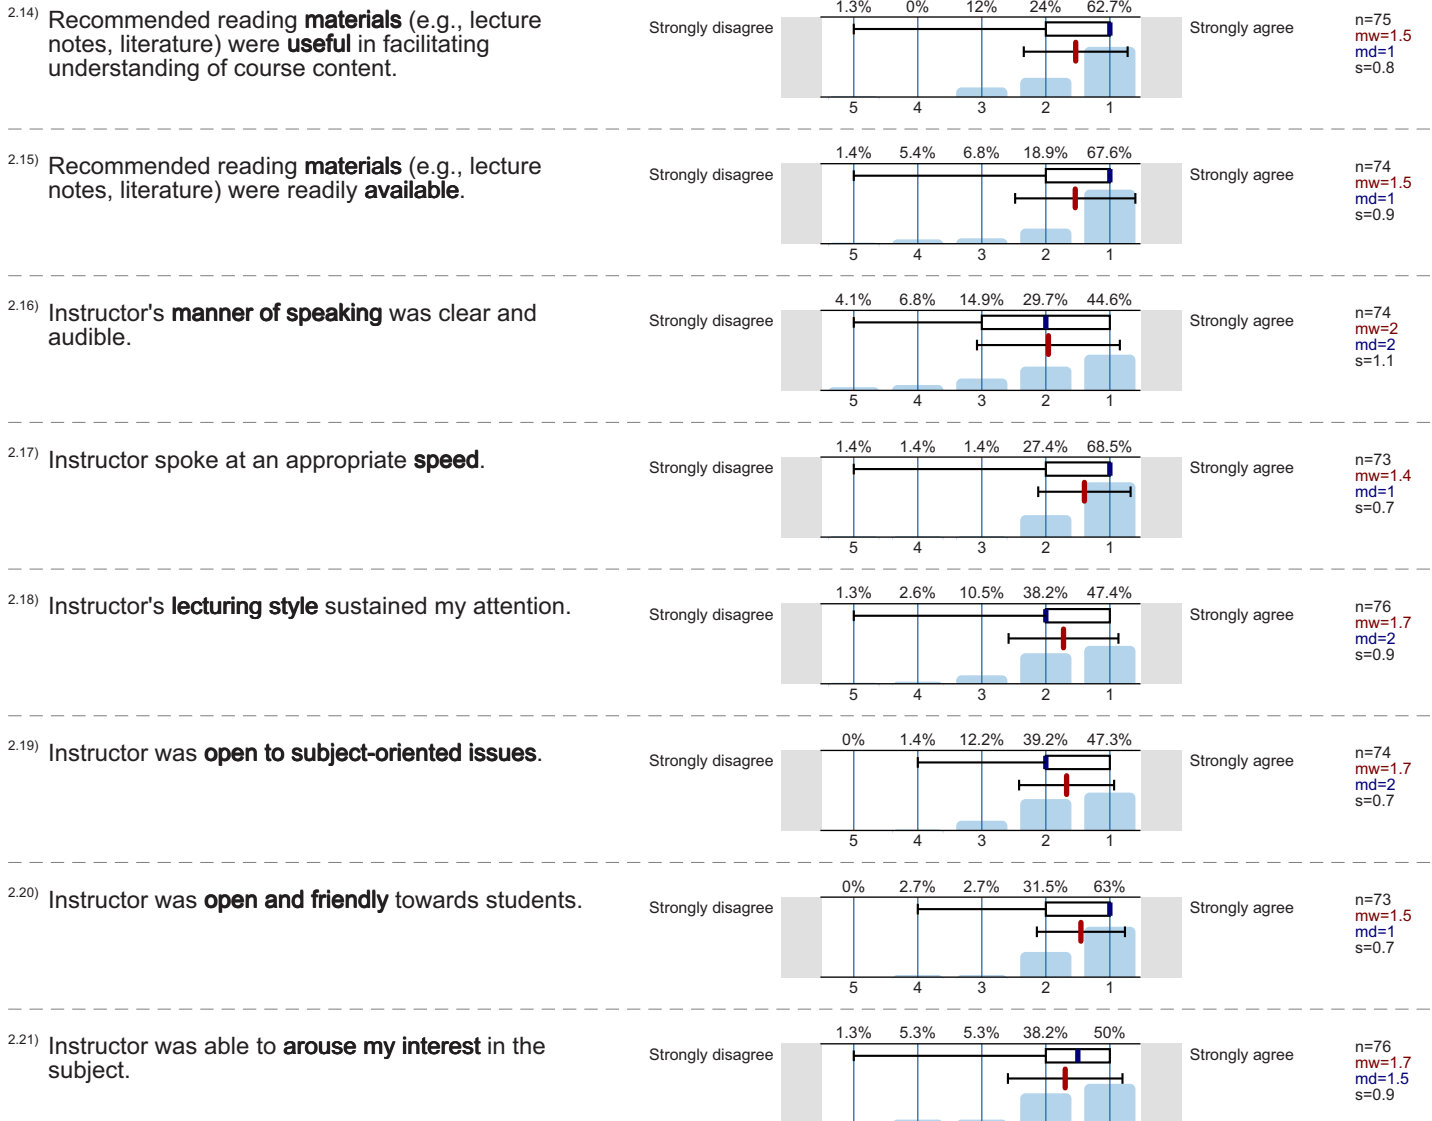 2.14) Recommended reading materials (e.g., lecture
notes, literature) were useful in facilitating
understanding of course content.
1.3% 0% 12% 24% 62.7%
Strongly disagree
Strongly agree
5 4 3 2 1
n=75
mw=1.5
md=1
s=0.8
2.15) Recommended reading materials (e.g., lecture
notes, literature) were readily available.
1.4% 5.4% 6.8% 18.9% 67.6%
Strongly disagree
Strongly agree
5 4 3 2 1
n=74
mw=1.5
md=1
s=0.9
2.16) Instructor's manner of speaking was clear and
audible.
4.1% 6.8% 14.9% 29.7% 44.6%
Strongly disagree
Strongly agree
5 4 3 2 1
n=74
mw=2
md=2
s=1.1
2.17) Instructor spoke at an appropriate speed.
1.4% 1.4% 1.4% 27.4% 68.5%
Strongly disagree
Strongly agree
5 4 3 2 1
n=73
mw=1.4
md=1
s=0.7
2.18) Instructor's lecturing style sustained my attention.
1.3% 2.6% 10.5% 38.2% 47.4%
Strongly disagree
Strongly agree
5 4 3 2 1
n=76
mw=1.7
md=2
s=0.9
2.19) Instructor was open to subject-oriented issues.
0% 1.4% 12.2% 39.2% 47.3%
Strongly disagree
Strongly agree
5 4 3 2 1
n=74
mw=1.7
md=2
s=0.7
2.20) Instructor was open and friendly towards students.
0% 2.7% 2.7% 31.5% 63%
Strongly disagree
Strongly agree
5 4 3 2 1
n=73
mw=1.5
md=1
s=0.7
2.21) Instructor was able to arouse my interest in the
subject.
1.3% 5.3% 5.3% 38.2% 50%
Strongly disagree
Strongly agree
n=76
mw=1.7
md=1.5
s=0.9